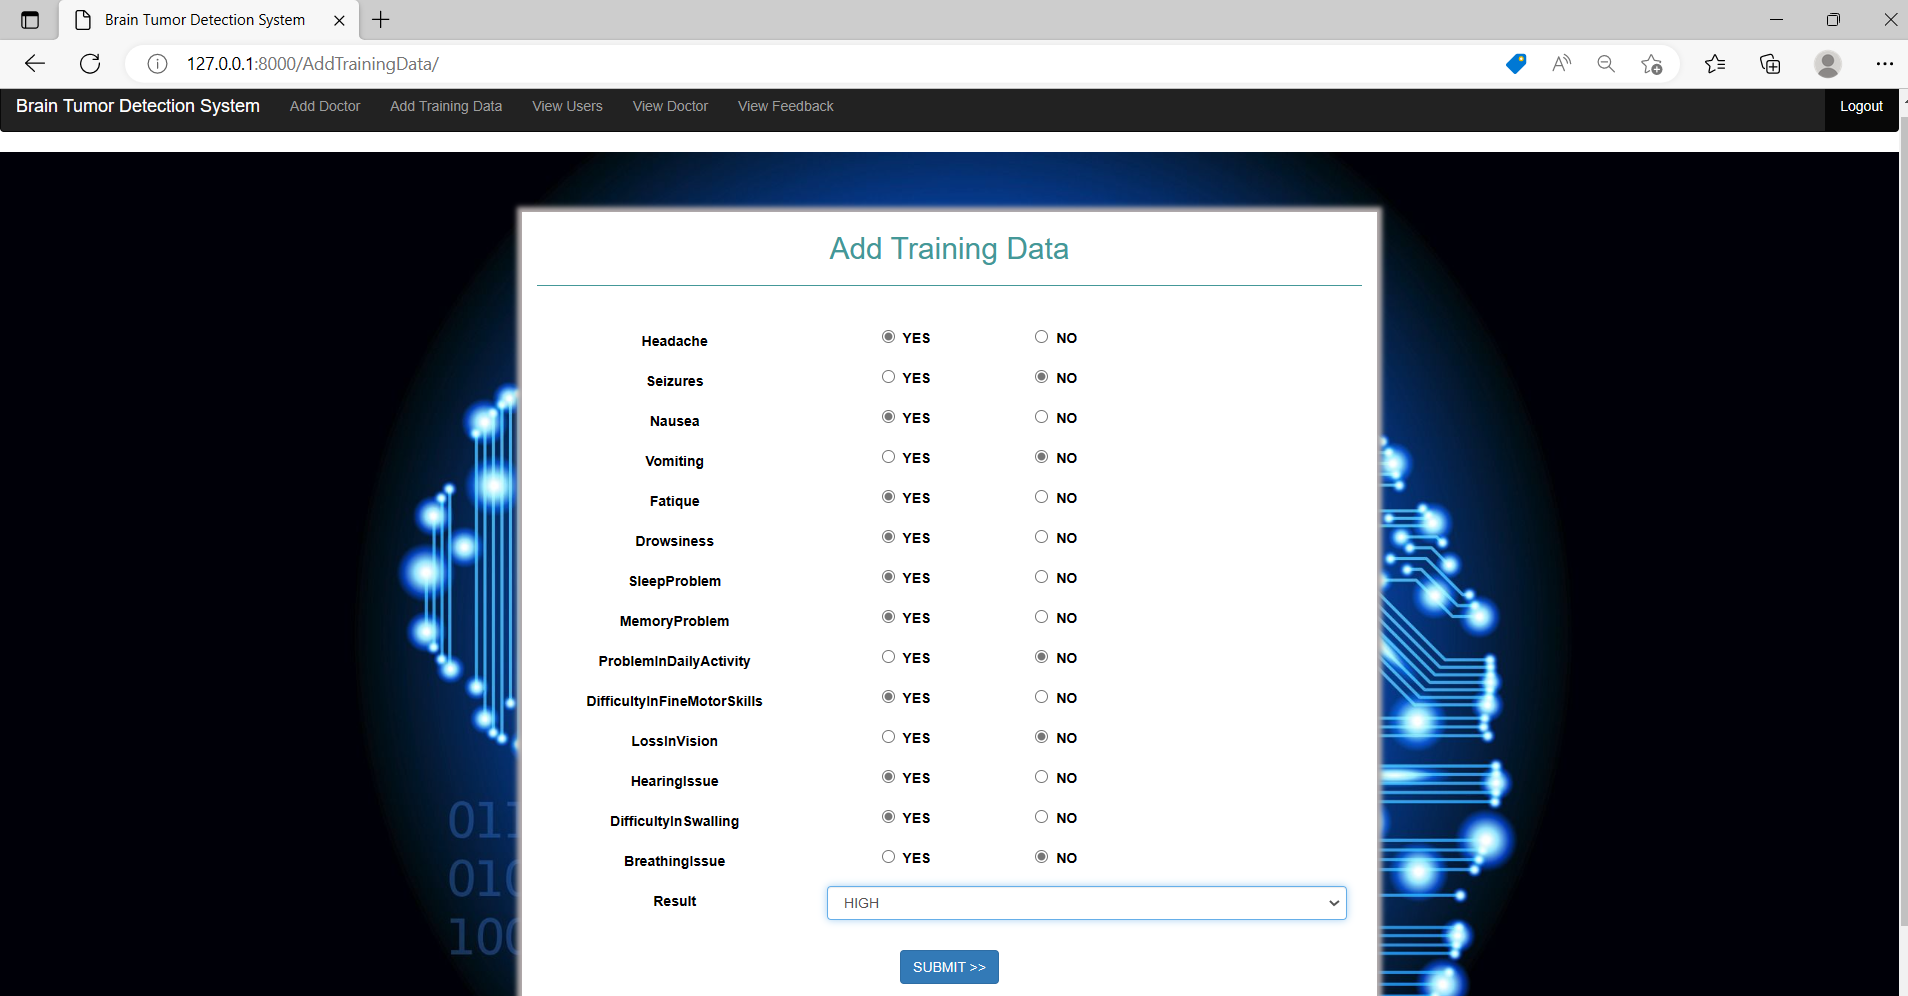 Brain Tumor Detection System
127.0.0.1:8000/AddTrainingData/
Brain Tumor Detection System Add Doctor Add Training Data View Users View Doctor View Feedback Logout
Add Training Data
Headache YES NO
Seizures YES NO
Nausea YES NO
Vomiting YES NO
Fatique YES NO
Drowsiness YES NO
SleepProblem YES NO
MemoryProblem YES NO
ProblemInDailyActivity YES NO
DifficultyInFineMotorSkills YES NO
LossInVision YES NO
HearingIssue YES NO
DifficultyInSwalling YES NO
BreathingIssue YES NO
Result HIGH
SUBMIT >>
011
010
100